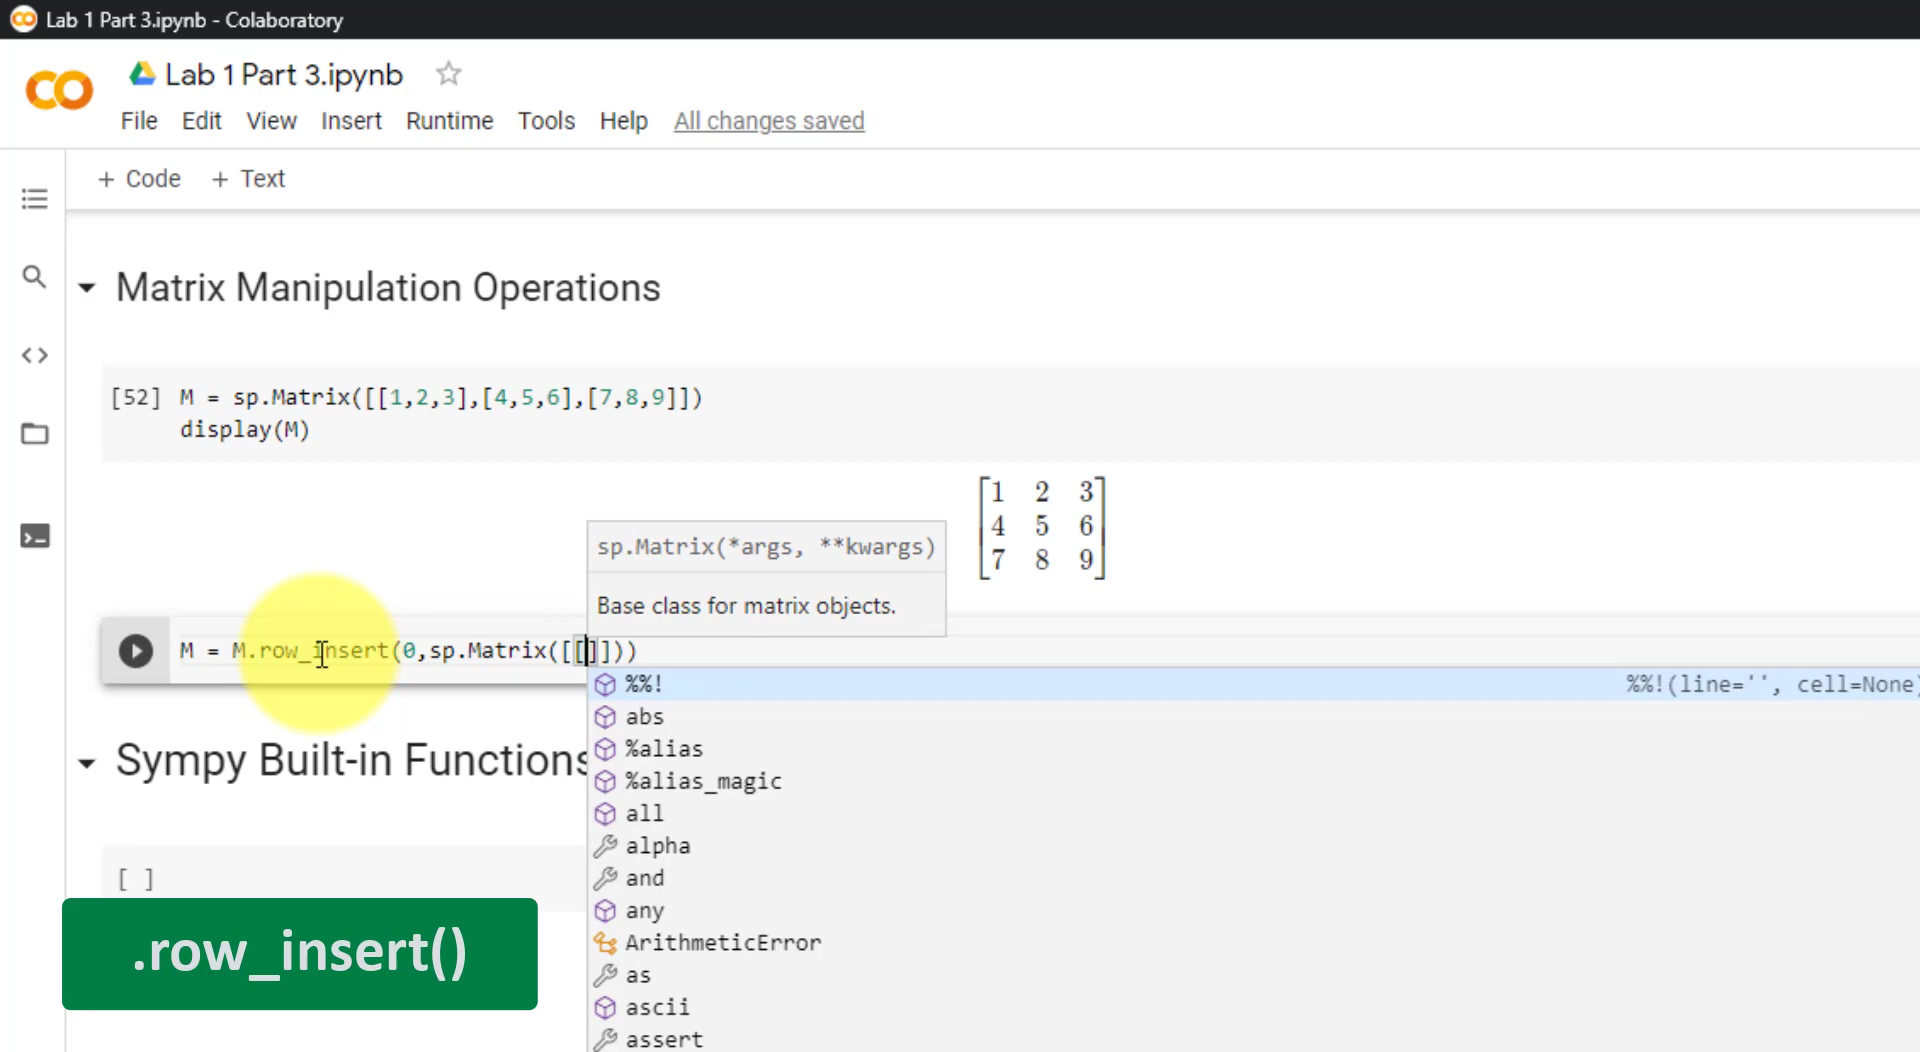 Lab 1 Part 3.ipynb - Colaboratory
Lab 1 Part 3.ipynb
File Edit View Insert Runtime Tools Help All changes saved
+ Code + Text
Matrix Manipulation Operations
[52] M = sp.Matrix([[1,2,3],[4,5,6],[7,8,9]])
display(M)
1 2 3
4 5 6
7 8 9
sp.Matrix(*args, **kwargs)
Base class for matrix objects.
M = M.row_insert(0,sp.Matrix([[]]))
%%! %%!(line='', cell=None)
abs
%alias
%alias_magic
all
alpha
and
any
ArithmeticError
as
ascii
assert
Sympy Built-in Functions
[ ]
.row_insert()